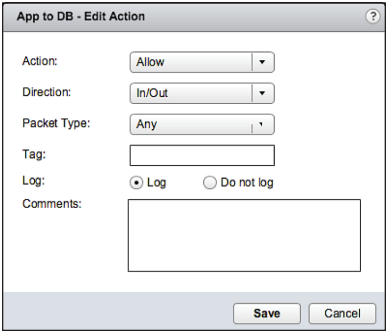 App to DB - Edit Action ?
Action: Allow
Direction: In/Out
Packet Type: Any
Tag:
Log: Log Do not log
Comments:
Save Cancel